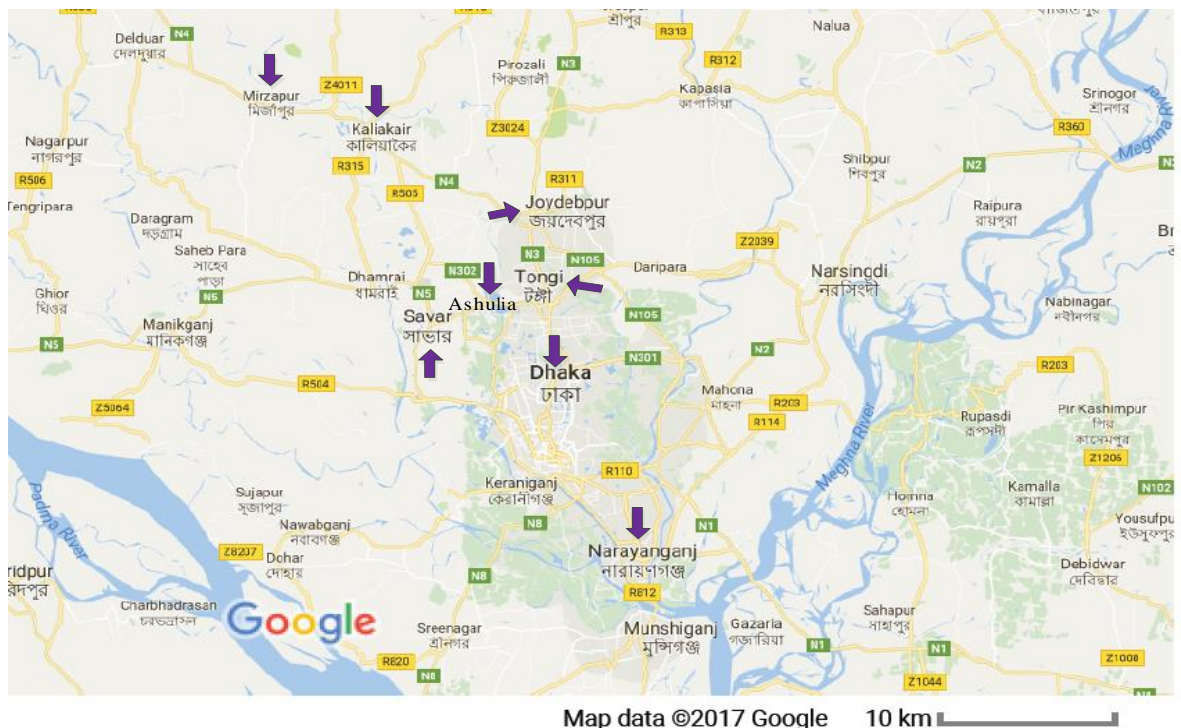 শ্রীপুর
Nalua
Delduar
দেলদুয়ার
N4
R313
R312
Pirozali
পিরুজালী
N3
Mirzapur
মির্জাপুর
Z4011
Kapasia
কাপাসিয়া
Srinogor
শ্রীনগর
Kaliakair
কালিয়াকৈর
Z3024
R360
Meghna River
Nagarpur
নাগরপুর
R506
R315
R505
N4
R311
Shibpur
শিবপুর
N2
Tengripara
Joydebpur
জয়দেবপুর
Raipura
রায়পুরা
Daragram
দড়গ্রাম
Saheb Para
সাহেব
পাড়া
Z2039
N3
N105
Daripara
Dhamrai
ধামরাই
N302
Tongi
টঙ্গী
Narsingdi
নরসিংদী
Ghior
ঘিওর
N5
N5
Ashulia
Nabinagar
নবীনগর
Manikganj
মানিকগঞ্জ
Savar
সাভার
N105
N5
N301
N2
Dhaka
ঢাকা
R203
R504
Mahona
মাহনা
Z5064
R203
R114
Rupasdi
রূপসদী
Pir Kashimpur
পির
কাসেমপুর
Z1206
R110
Meghna River
Keraniganj
কেরানীগঞ্জ
Kamalla
কামাল্লা
N102
Padma River
Sujapur
সূজাপুর
Homna
হোমনা
Nawabganj
নবাবগঞ্জ
N8
N1
Yousufpu
ইউসুফপু
Z8207
Dohar
দোহার
Narayanganj
নারায়ণগঞ্জ
ridpur
রিদপুর
N8
R812
Debidwar
দেবিদ্বার
Charbhadrasan
চরভদ্রাসন
Google
Sreenagar
শ্রীনগর
Munshiganj
মুন্সিগঞ্জ
Gazaria
গজারিয়া
Sahapur
সাহাপুর
N1
N1
R820
N8
Z1044
Z1008
Map data ©2017 Google 10 km